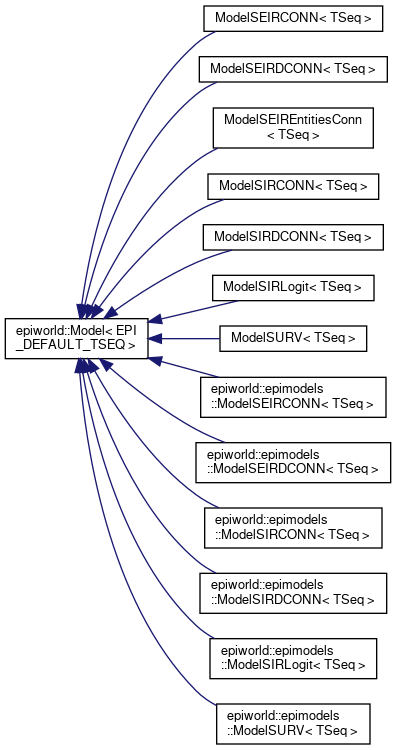 ModelSEIRCONN< TSeq >
ModelSEIRDCONN< TSeq >
ModelSEIREntitiesConn
< TSeq >
ModelSIRCONN< TSeq >
ModelSIRDCONN< TSeq >
ModelSIRLogit< TSeq >
epiworld::Model< EPI
_DEFAULT_TSEQ >
ModelSURV< TSeq >
epiworld::epimodels
::ModelSEIRCONN< TSeq >
epiworld::epimodels
::ModelSEIRDCONN< TSeq >
epiworld::epimodels
::ModelSIRCONN< TSeq >
epiworld::epimodels
::ModelSIRDCONN< TSeq >
epiworld::epimodels
::ModelSIRLogit< TSeq >
epiworld::epimodels
::ModelSURV< TSeq >